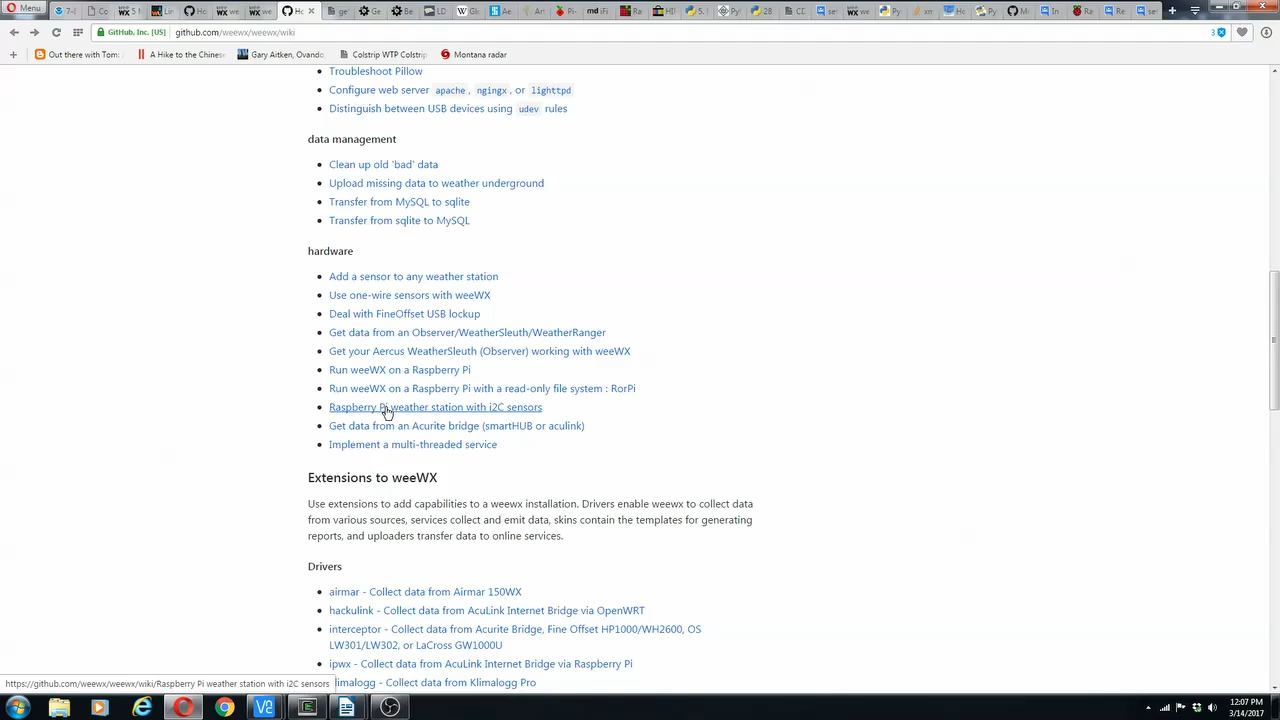 Menu
GitHub, Inc. [US]
github.com/weewx/weewx/wiki
3
Out there with Tom:
A Hike to the Chinese
Gary Aitken, Ovando,
Colstrip WTP Colstrip
Montana radar
Troubleshoot Pillow
Configure web server apache, ngingx, or lighttpd
Distinguish between USB devices using udev rules
data management
Clean up old 'bad' data
Upload missing data to weather underground
Transfer from MySQL to sqlite
Transfer from sqlite to MySQL
hardware
Add a sensor to any weather station
Use one-wire sensors with weeWX
Deal with FineOffset USB lockup
Get data from an Observer/WeatherSleuth/WeatherRanger
Get your Aercus WeatherSleuth (Observer) working with weeWX
Run weeWX on a Raspberry Pi
Run weeWX on a Raspberry Pi with a read-only file system : RorPi
Raspberry Pi weather station with i2C sensors
Get data from an Acurite bridge (smartHUB or aculink)
Implement a multi-threaded service
Extensions to weeWX
Use extensions to add capabilities to a weewx installation. Drivers enable weewx to collect data
from various sources, services collect and emit data, skins contain the templates for generating
reports, and uploaders transfer data to online services.
Drivers
airmar - Collect data from Airmar 150WX
hackulink - Collect data from AcuLink Internet Bridge via OpenWRT
interceptor - Collect data from Acurite Bridge, Fine Offset HP1000/WH2600, OS
LW301/LW302, or LaCross GW1000U
ipwx - Collect data from AcuLink Internet Bridge via Raspberry Pi
klimalogg - Collect data from Klimalogg Pro
https://github.com/weewx/weewx/wiki/Raspberry Pi weather station with i2C sensors
12:07 PM
3/14/2017